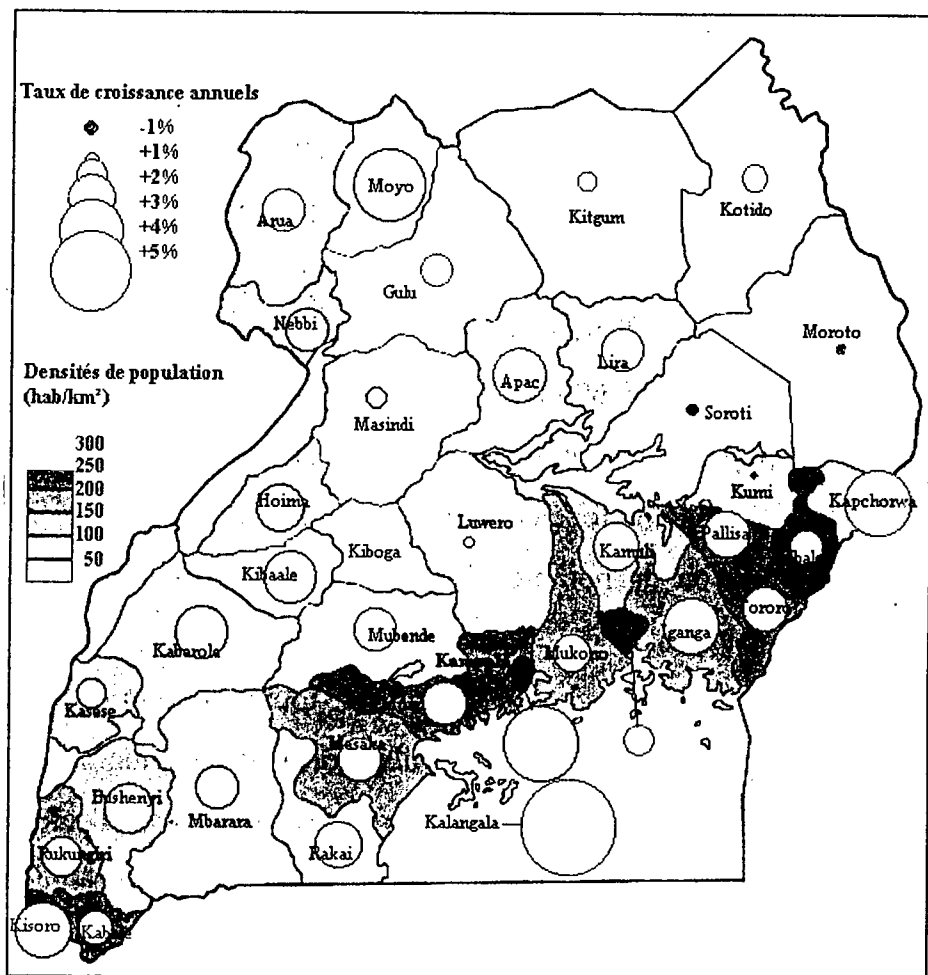 Taux de croissance annuels
-1%
+1%
+2%
+3%
+4%
+5%
Densités de population
(hab/km²)
300
250
200
150
100
50
Moyo
Arua
Kitgum
Kotido
Gulu
Nebbi
Moroto
Lira
Apac
Masindi
Soroti
Kumi
Kapchorwa
Hoima
Luwero
Pallisa
Kiboga
Kamuli
Kibaale
Mubende
Kabarole
Mukono
Kasese
Masaka
Bushenyi
Mbarara
Kalangala
Rukungiri
Rakai
Kisoro